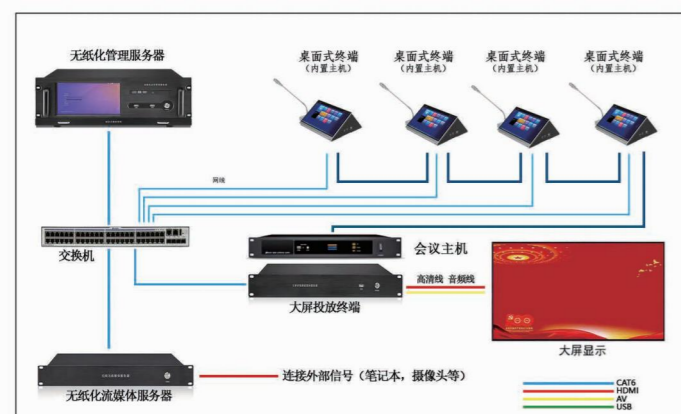 无纸化管理服务器
桌面式终端
（内置主机）
桌面式终端
（内置主机）
桌面式终端
（内置主机）
桌面式终端
（内置主机）
网线
交换机
会议主机
高清线 音频线
大屏投放终端
大屏显示
无纸化流媒体服务器
连接外部信号（笔记本，摄像头等）
CAT6
HDMI
AV
USB